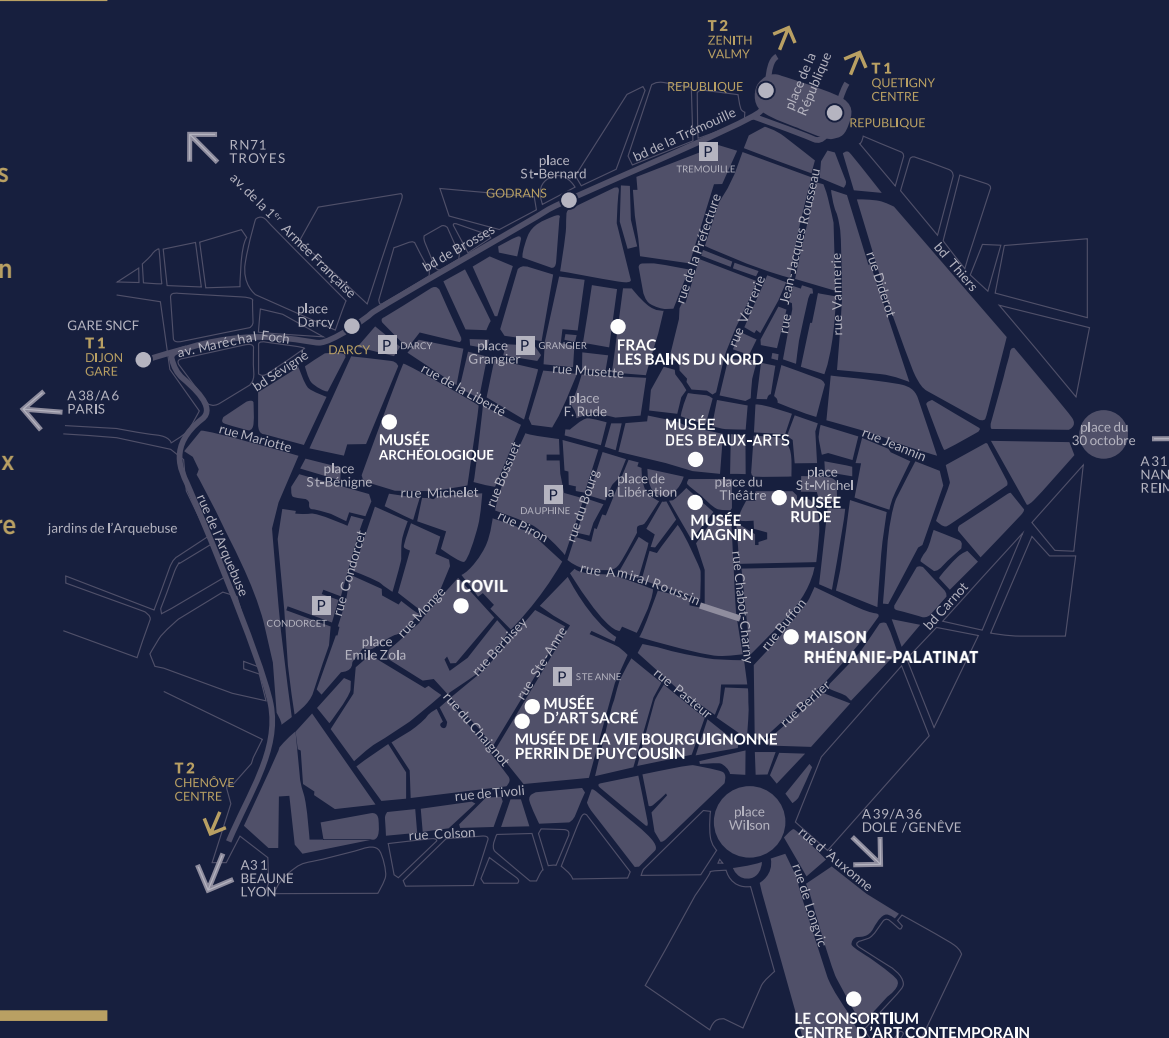 T2
ZENITH
VALMY
T1
QUETIGNY
CENTRE
REPUBLIQUE
REPUBLIQUE
place de la
République
bd de la Trémouille
P
TREMOUILLE
RN71
TROYES
place
St-Bernard
GODRANS
s
av. de la 1er Armée Française
bd de Brosses
rue de la Préfecture
rue Jean-Jacques Rousseau
rue Vannerie
rue Diderot
bd Thiers
rue Verrerie
n
place
Darcy
GARE SNCF
T1
DIJON
GARE
av. Maréchal Foch
DARCY
P
DARCY
place
Grangier
P
GRANGIER
FRAC
LES BAINS DU NORD
bd Sévigné
rue de la Liberté
rue Musette
A38/A6
PARIS
place
F. Rude
MUSÉE
ARCHÉOLOGIQUE
MUSÉE
DES BEAUX-ARTS
rue Mariotte
rue Jeannin
place du
30 octobre
A31
NAN
REIM
x
place
St-Bénigne
rue Michelet
rue Bossuet
P
DAUPHINE
rue du Bourg
place de
la Libération
place du
Théâtre
place
St-Michel
MUSÉE
RUDE
MUSÉE
MAGNIN
re
jardins de l'Arquebuse
rue de l'Arquebuse
rue Piron
rue Condorcet
rue Amiral Roussin
rue Chabot-Charny
ICOVIL
P
CONDORCET
rue Monge
rue Buffon
bd Carnot
place
Emile Zola
rue Berbisey
rue Ste-Anne
MAISON
RHÉNANIE-PALATINAT
P
STE ANNE
rue Pasteur
rue Berlier
rue du Chaignot
MUSÉE
D'ART SACRÉ
MUSÉE DE LA VIE BOURGUIGNONNE
PERRIN DE PUYCOUSIN
T2
CHENÔVE
CENTRE
rue de Tivoli
rue Colson
place
Wilson
A39/A36
DOLE /GENÊVE
rue d'Auxonne
A31
BEAUNE
LYON
rue de Longvic
LE CONSORTIUM
CENTRE D'ART CONTEMPORAIN